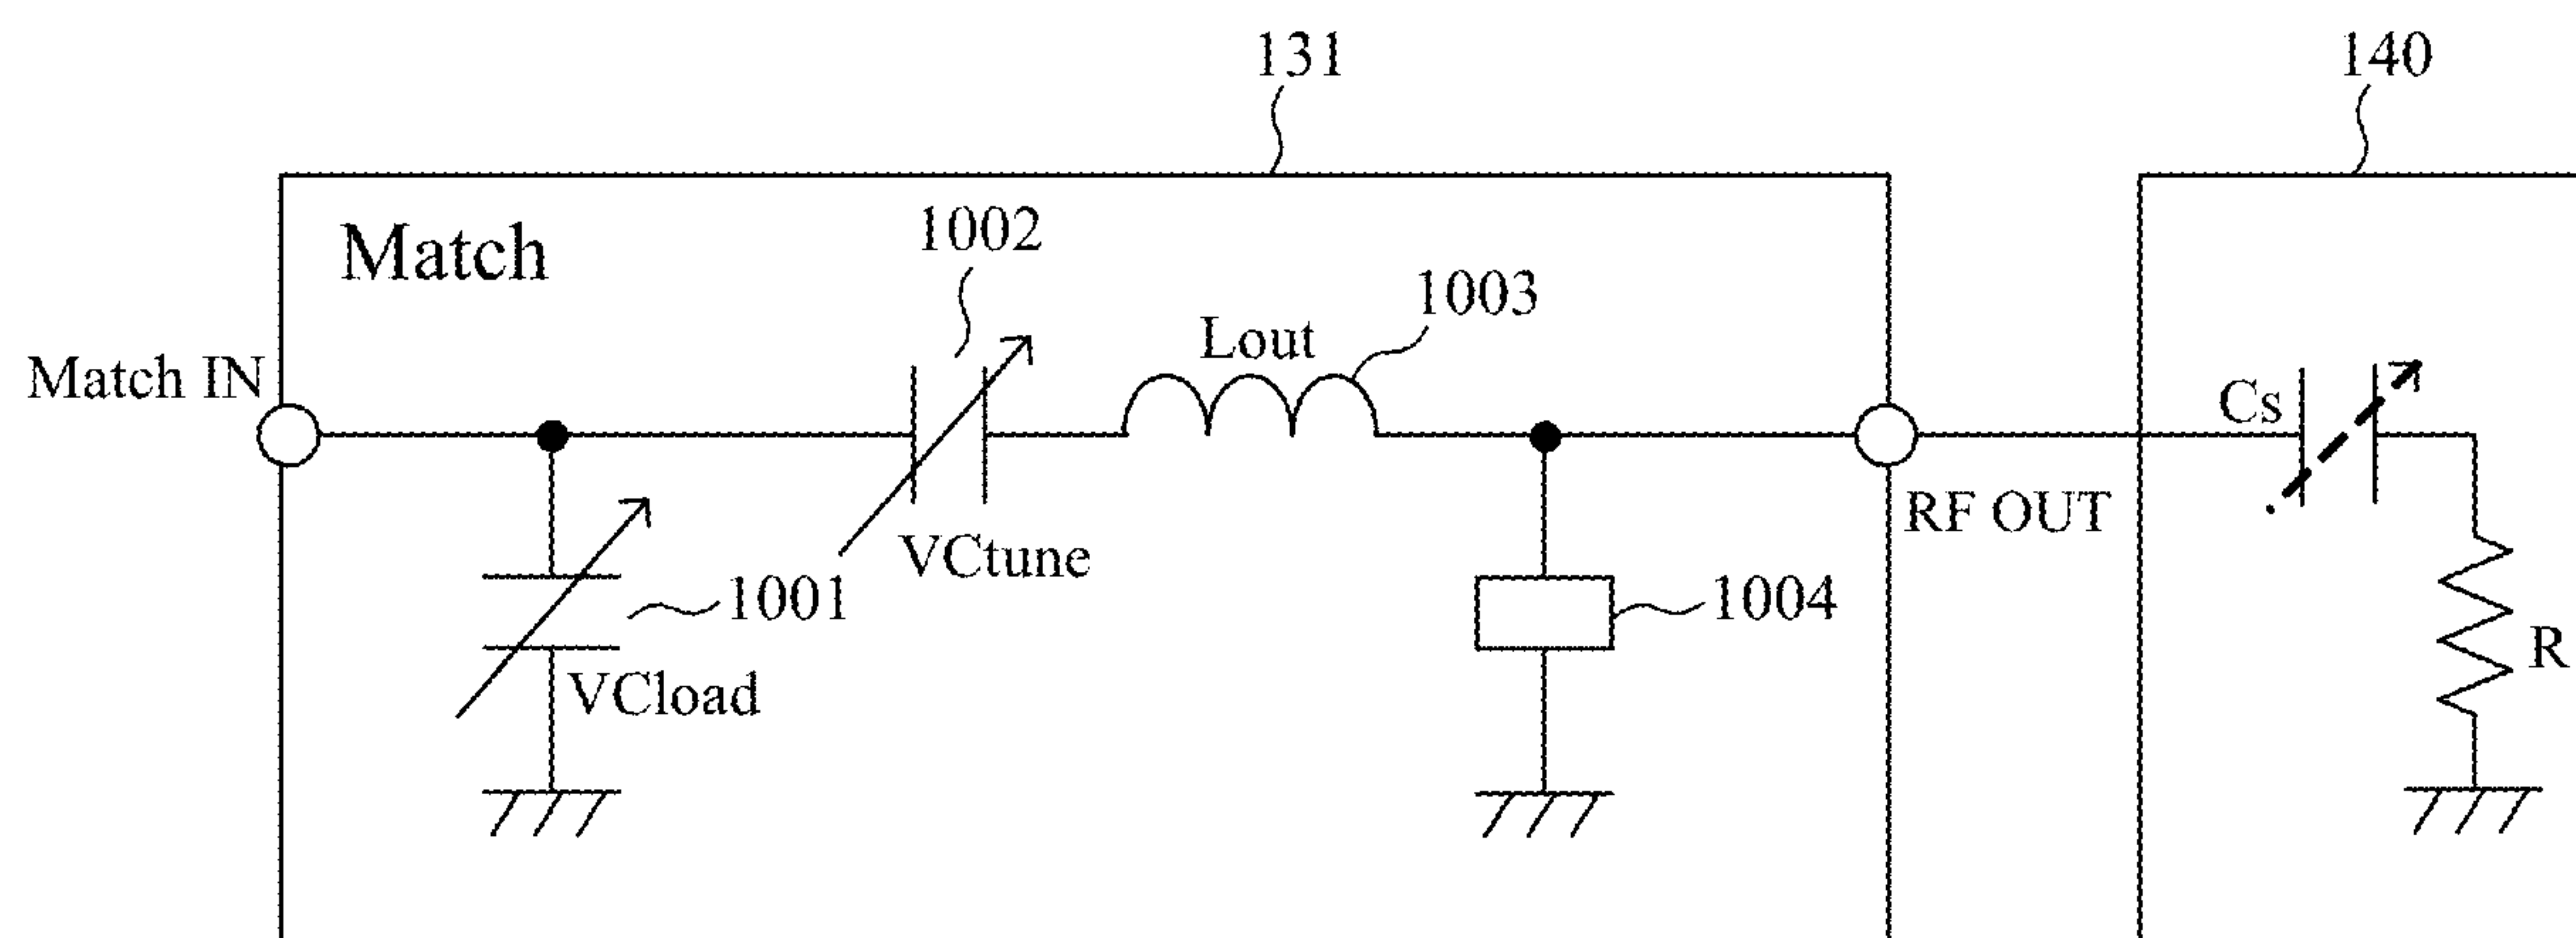 131
140
Match
1002
1003
Lout
Match IN
Cs
RF OUT
VCtune
1001
1004
R
VCload